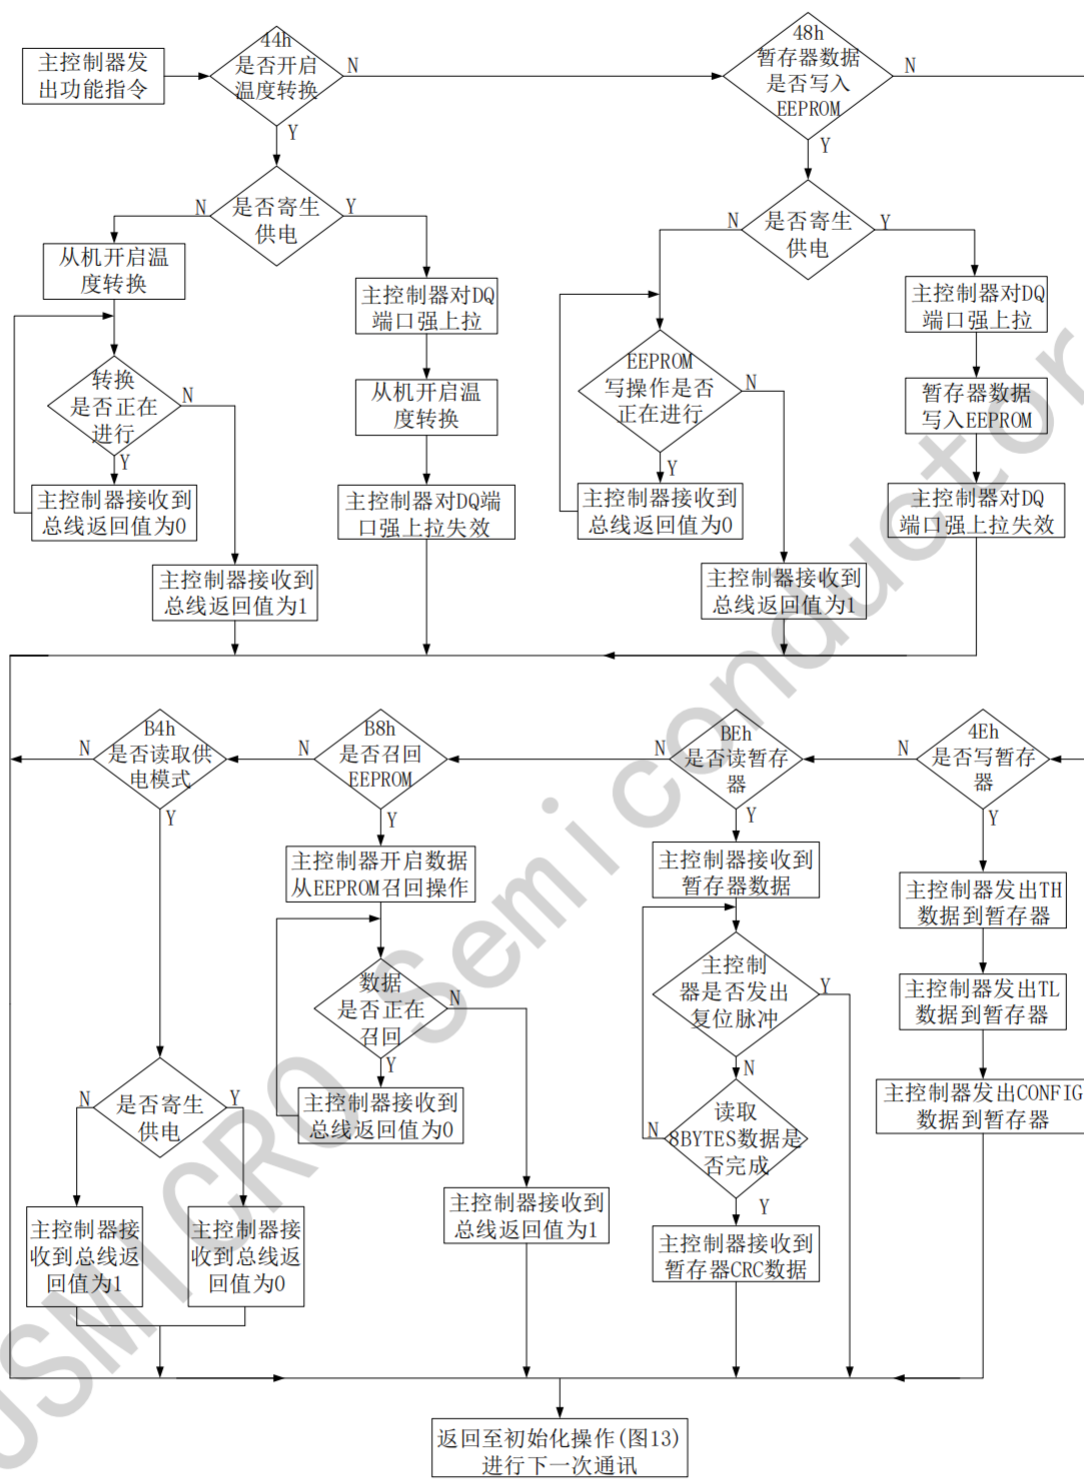 主控制器发
出功能指令
44h
是否开启
温度转换
N
Y
48h
暂存器数据
是否写入
EEPROM
N
Y
是否寄生
供电
N
Y
从机开启温
度转换
转换
是否正在
进行
N
Y
主控制器接收到
总线返回值为0
主控制器接收到
总线返回值为1
主控制器对DQ
端口强上拉
从机开启温
度转换
主控制器对DQ端
口强上拉失效
是否寄生
供电
N
Y
EEPROM
写操作是否
正在进行
N
Y
主控制器接收到
总线返回值为0
主控制器接收到
总线返回值为1
主控制器对DQ
端口强上拉
暂存器数据
写入EEPROM
主控制器对DQ
端口强上拉失效
B4h
是否读取供
电模式
N
Y
B8h
是否召回
EEPROM
N
Y
BEh
是否读暂存
器
N
Y
4Eh
是否写暂存
器
N
Y
是否寄生
供电
N
Y
主控制器接
收到总线返
回值为1
主控制器接
收到总线返
回值为0
主控制器开启数据
从EEPROM召回操作
数据
是否正在
召回
N
Y
主控制器接收到
总线返回值为0
主控制器接收到
总线返回值为1
主控制器接收到
暂存器数据
主控制
器是否发出
复位脉冲
Y
N
读取
8BYTES数据是
否完成
N
Y
主控制器接收到
暂存器CRC数据
主控制器发出TH
数据到暂存器
主控制器发出TL
数据到暂存器
主控制器发出CONFIG
数据到暂存器
返回至初始化操作(图13)
进行下一次通讯
USMICRO Semiconductor